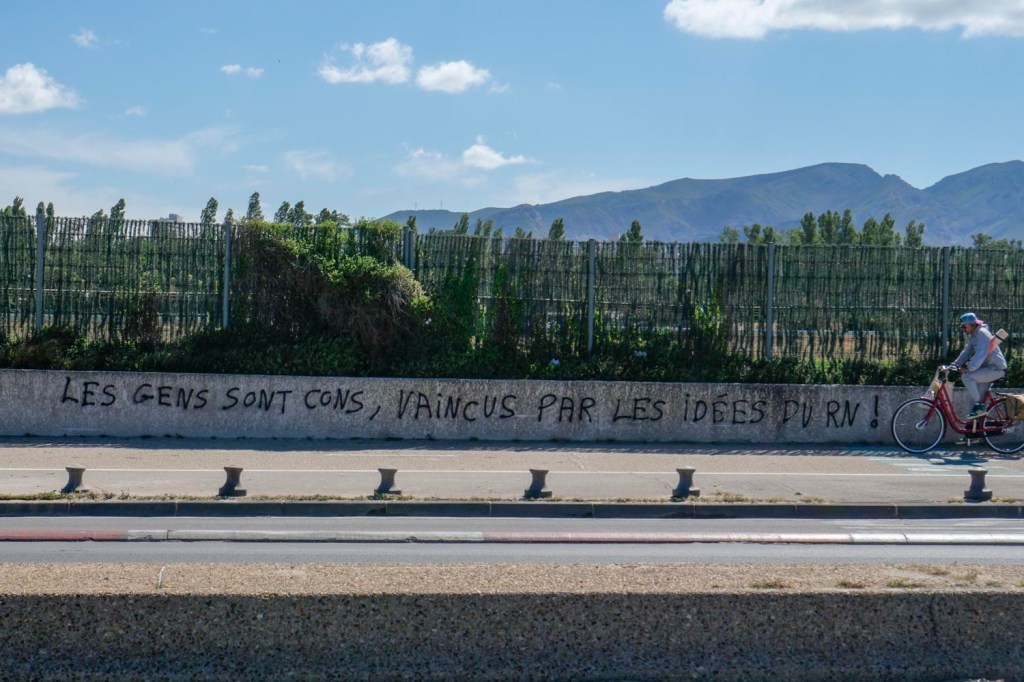 LES GENS SONT CONS, VAiNCUS PAR LES iDÉES DU RN !